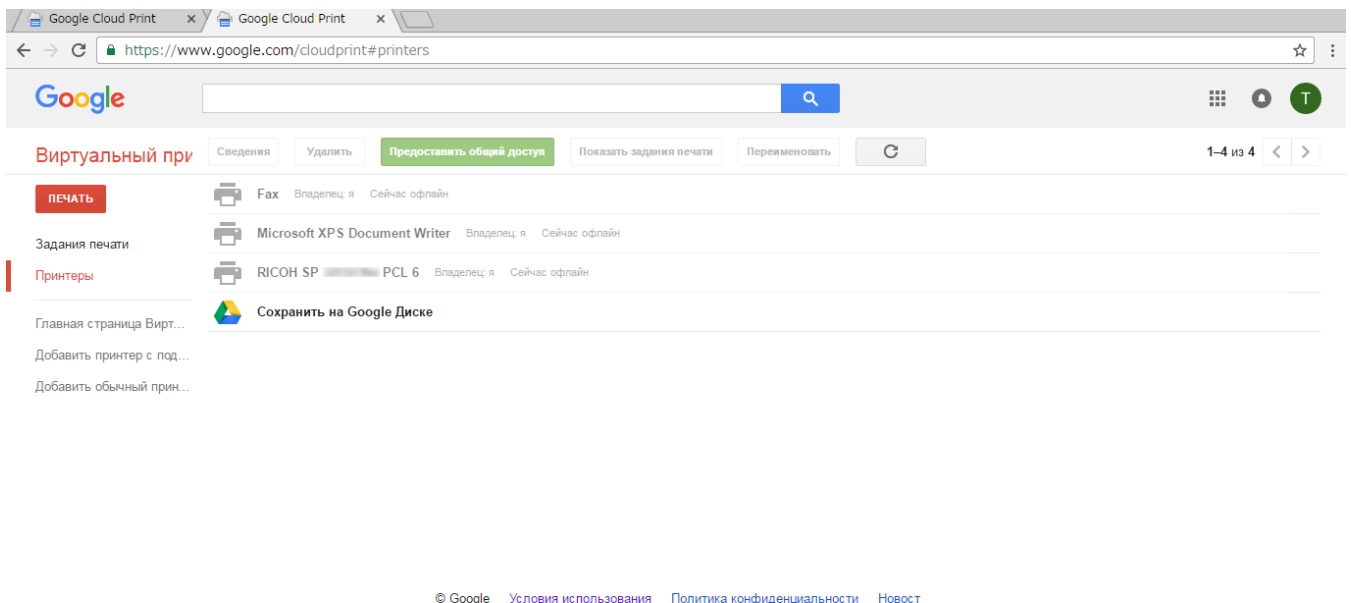 Google Cloud Print Google Cloud Print
https://www.google.com/cloudprint#printers
Google T
Виртуальный при Сведения Удалить Предоставить общий доступ Показать задания печати Переименовать 1–4 из 4
ПЕЧАТЬ
Задания печати
Принтеры
Главная страница Вирт...
Добавить принтер с под...
Добавить обычный прин...
Fax Владелец: я Сейчас офлайн
Microsoft XPS Document Writer Владелец: я Сейчас офлайн
RICOH SP PCL 6 Владелец: я Сейчас офлайн
Сохранить на Google Диске
© Google Условия использования Политика конфиденциальности Новост